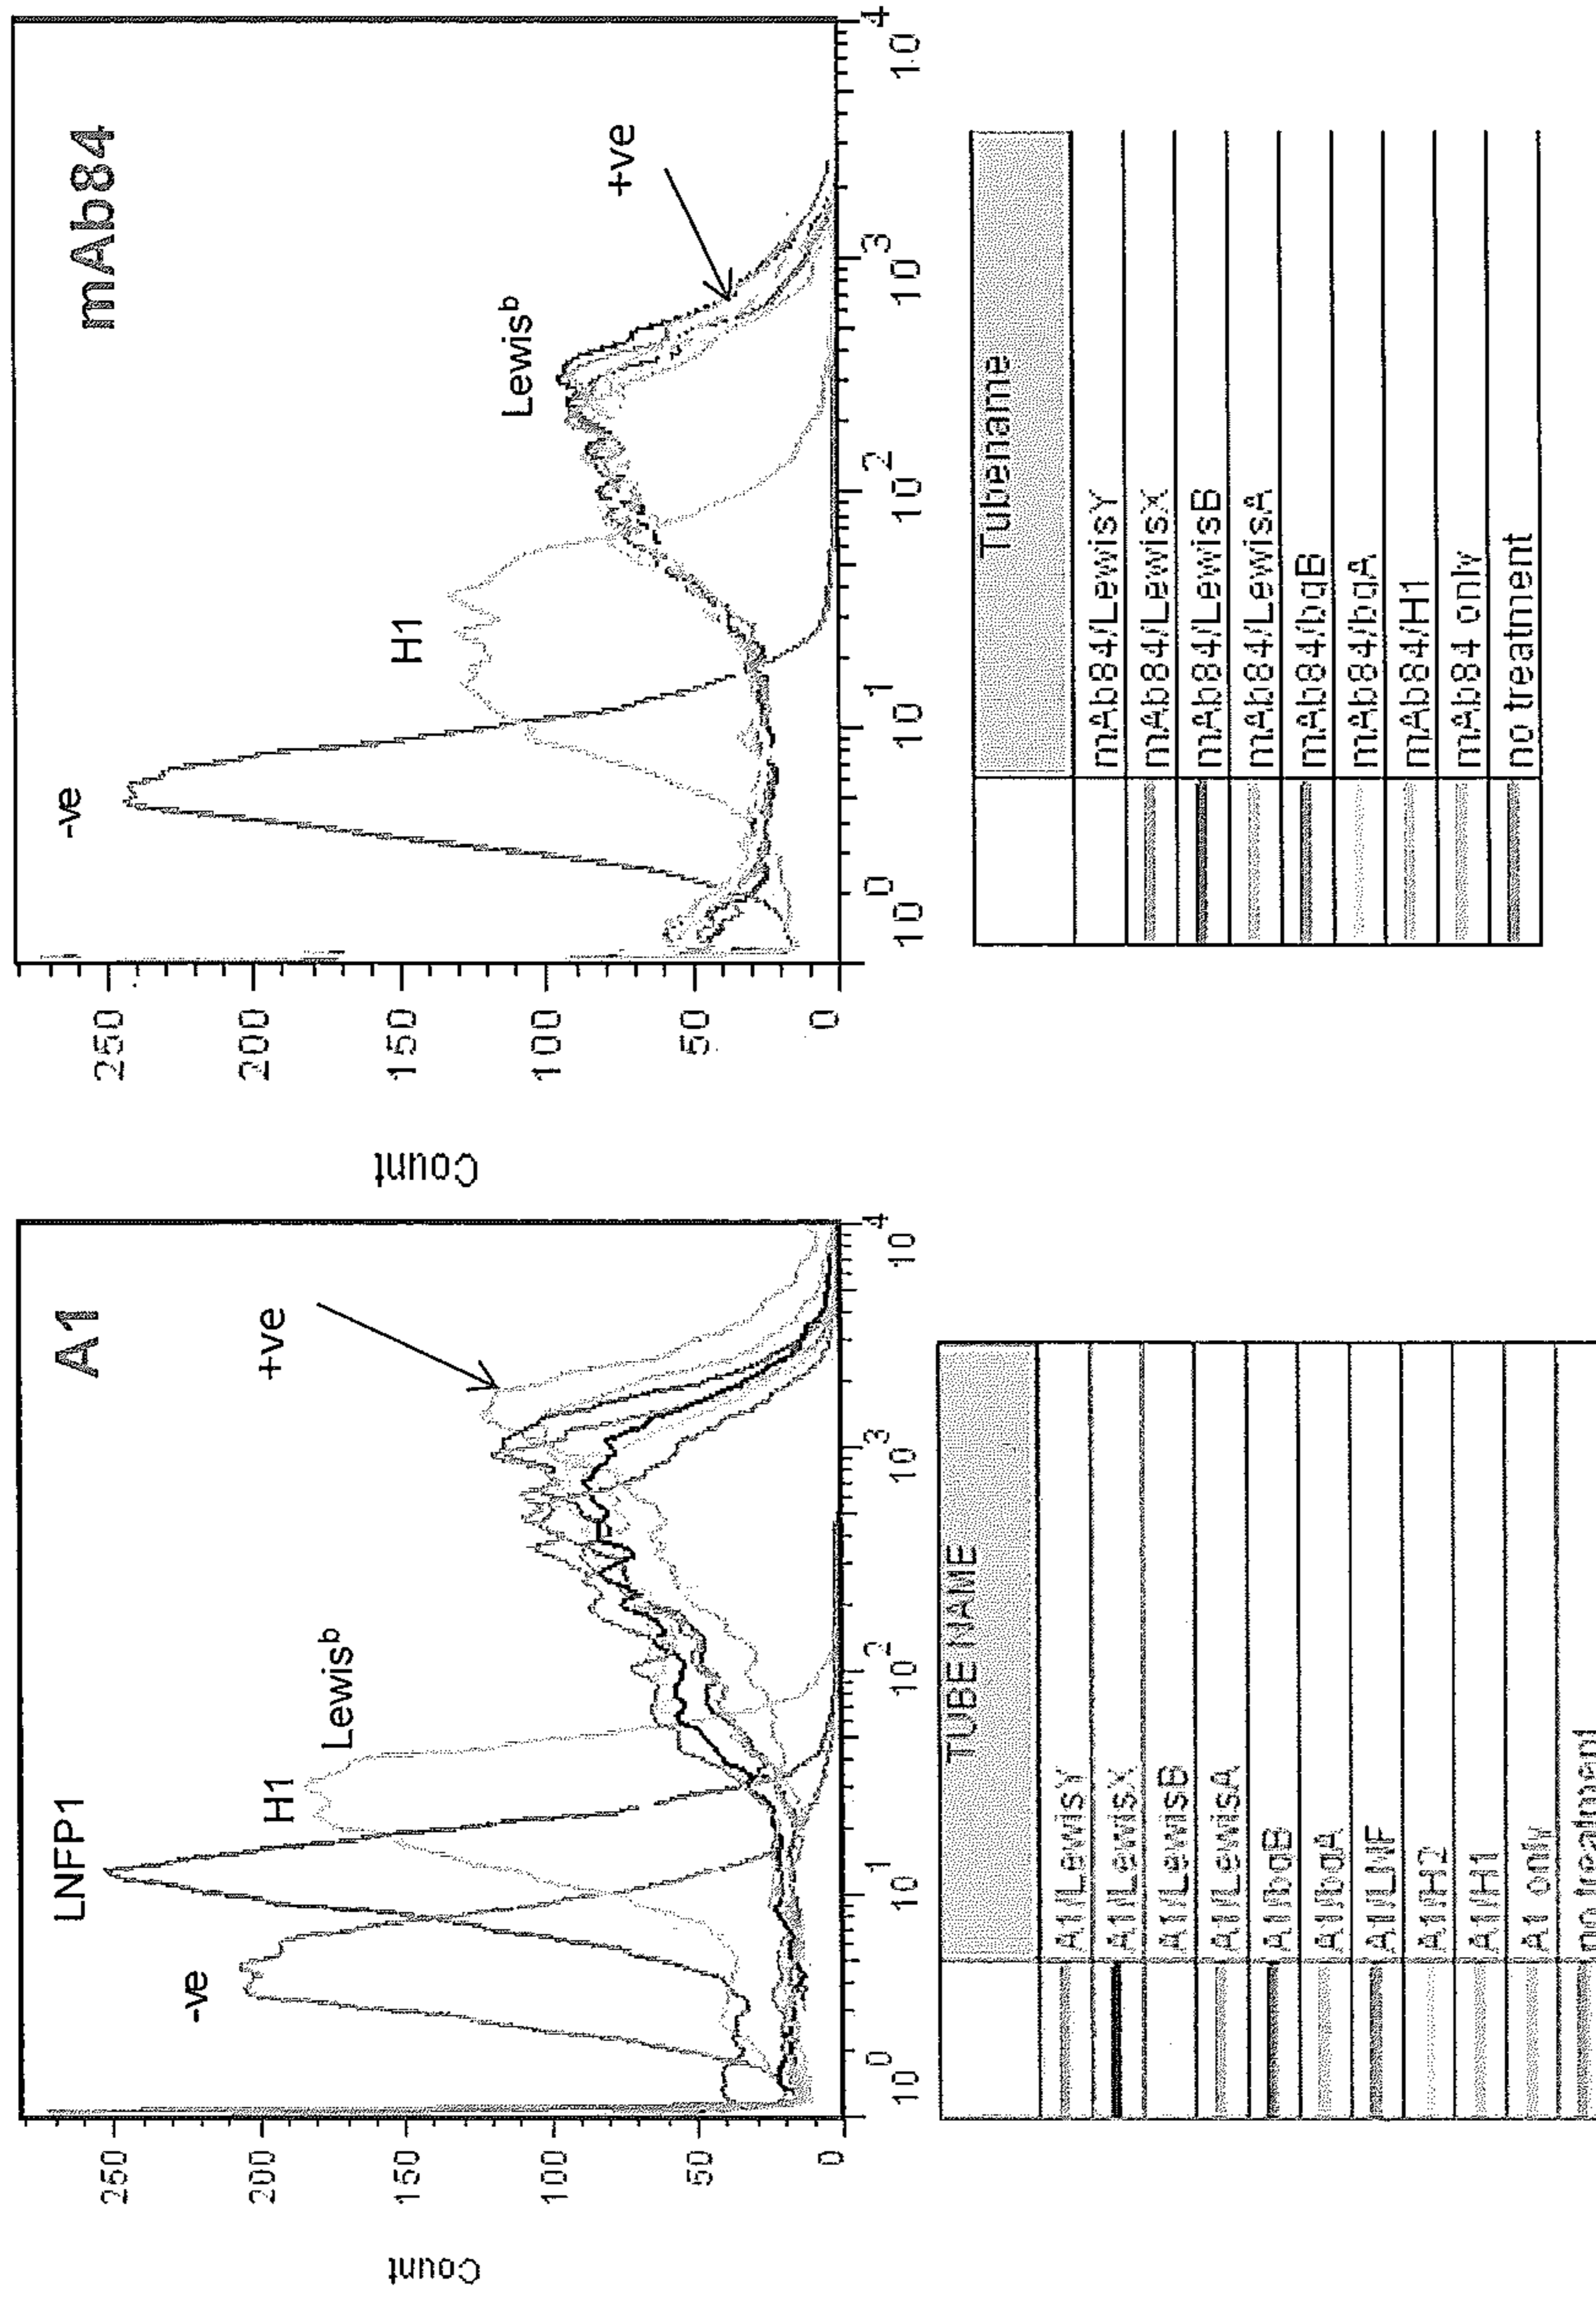 A1
LNFP1
-ve
H1
Lewisᵇ
+ve
Count
250
200
150
100
50
0
10⁰
10¹
10²
10³
10⁴
TUBE NAME
A1/LewisY
A1/LewisX
A1/LewisB
A1/LewisA
A1/bgB
A1/bgA
A1/LNF
A1/H2
A1/H1
A1 only
no treatment
mAb84
-ve
H1
Lewisᵇ
+ve
Count
250
200
150
100
50
0
10⁰
10¹
10²
10³
10⁴
Tubename
mAb84/LewisY
mAb84/LewisX
mAb84/LewisB
mAb84/LewisA
mAb84/bgB
mAb84/bgA
mAb84/H1
mAb84 only
no treatment